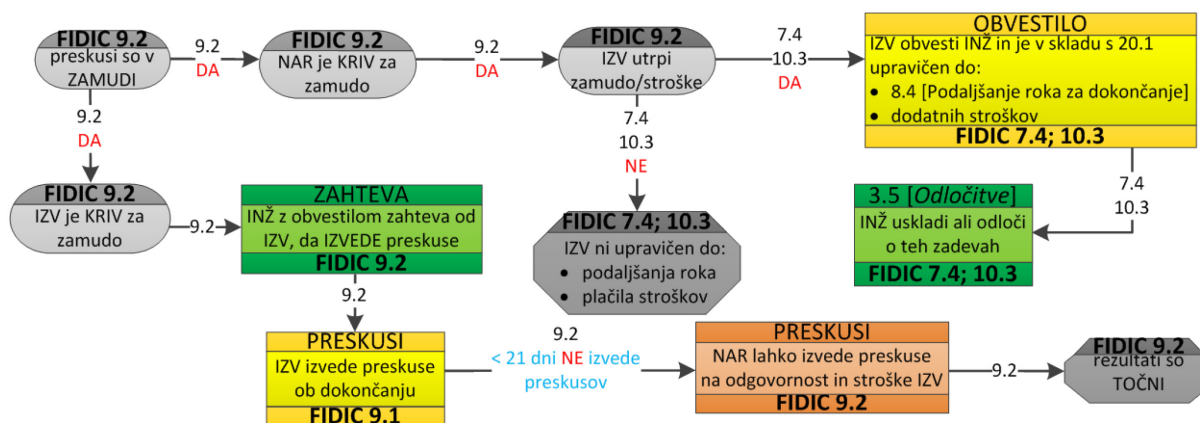 FIDIC 9.2
preskusi so v
ZAMUDI
9.2
DA
FIDIC 9.2
NAR je KRIV za
zamudo
9.2
DA
FIDIC 9.2
IZV utrpi
zamudo/stroške
7.4
10.3
DA
OBVESTILO
IZV obvesti INŽ in je v skladu s 20.1
upravičen do:
• 8.4 [Podaljšanje roka za dokončanje]
• dodatnih stroškov
FIDIC 7.4; 10.3
9.2
DA
7.4
10.3
NE
7.4
10.3
FIDIC 9.2
IZV je KRIV za
zamudo
9.2
ZAHTEVA
INŽ z obvestilom zahteva od
IZV, da IZVEDE preskuse
FIDIC 9.2
FIDIC 7.4; 10.3
IZV ni upravičen do:
• podaljšanja roka
• plačila stroškov
3.5 [Odločitve]
INŽ uskladi ali odloči
o teh zadevah
FIDIC 7.4; 10.3
9.2
PRESKUSI
IZV izvede preskuse
ob dokončanju
FIDIC 9.1
9.2
< 21 dni NE izvede
preskusov
PRESKUSI
NAR lahko izvede preskuse
na odgovornost in stroške IZV
FIDIC 9.2
9.2
FIDIC 9.2
rezultati so
TOČNI